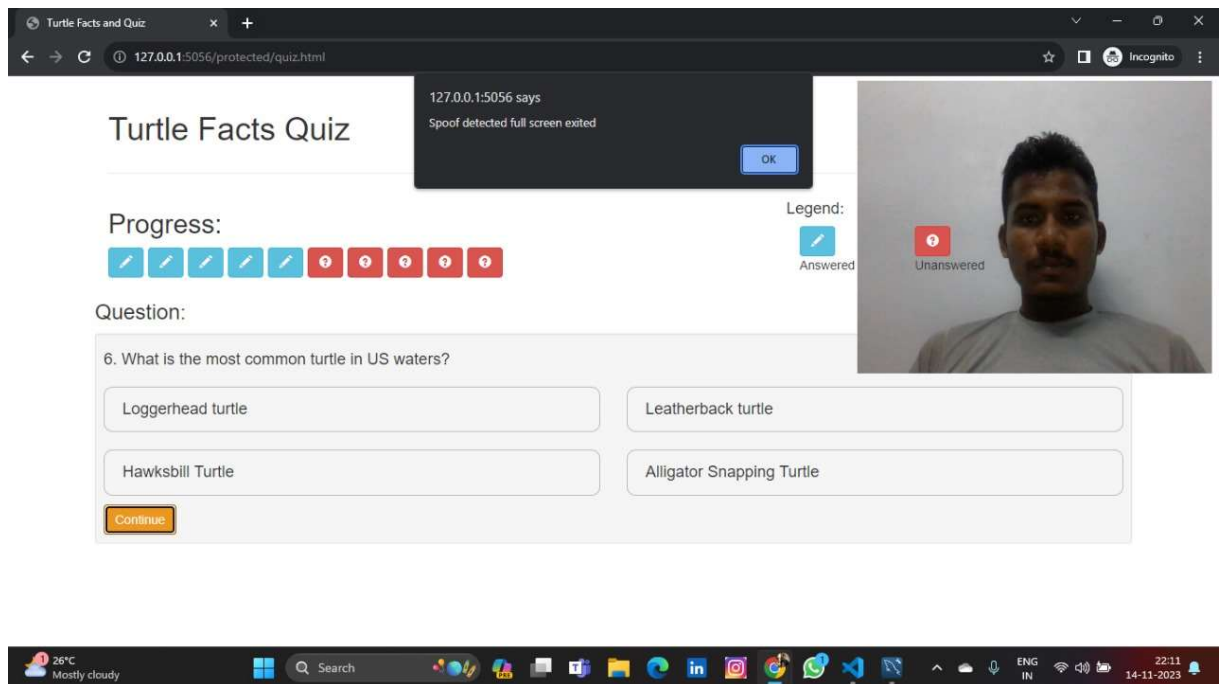 Turtle Facts and Quiz
127.0.0.1:5056/protected/quiz.html
Incognito
127.0.0.1:5056 says
Spoof detected full screen exited
OK
Turtle Facts Quiz
Progress:
Legend:
Answered
Unanswered
Question:
6. What is the most common turtle in US waters?
Loggerhead turtle
Leatherback turtle
Hawksbill Turtle
Alligator Snapping Turtle
Continue
1
26°C
Mostly cloudy
Search
PRE
ENG
IN
22:11
14-11-2023